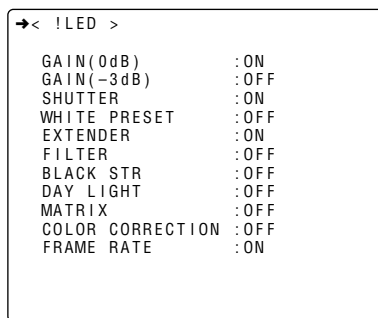 ➔< !LED >
GAIN(0dB) :ON
GAIN(−3dB) :OFF
SHUTTER :ON
WHITE PRESET :OFF
EXTENDER :ON
FILTER :OFF
BLACK STR :OFF
DAY LIGHT :OFF
MATRIX :OFF
COLOR CORRECTION :OFF
FRAME RATE :ON